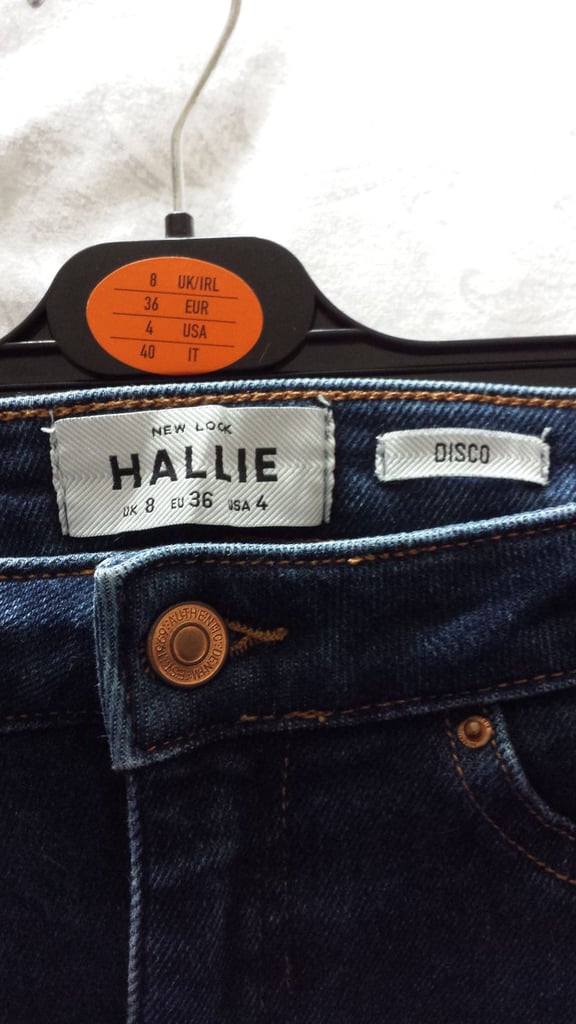 8 UK/IRL
36 EUR
4 USA
40 IT
NEW LOOK
HALLIE
UK 8 EU 36 USA 4
DISCO
AUTHENTIC DENIM EST. 1969